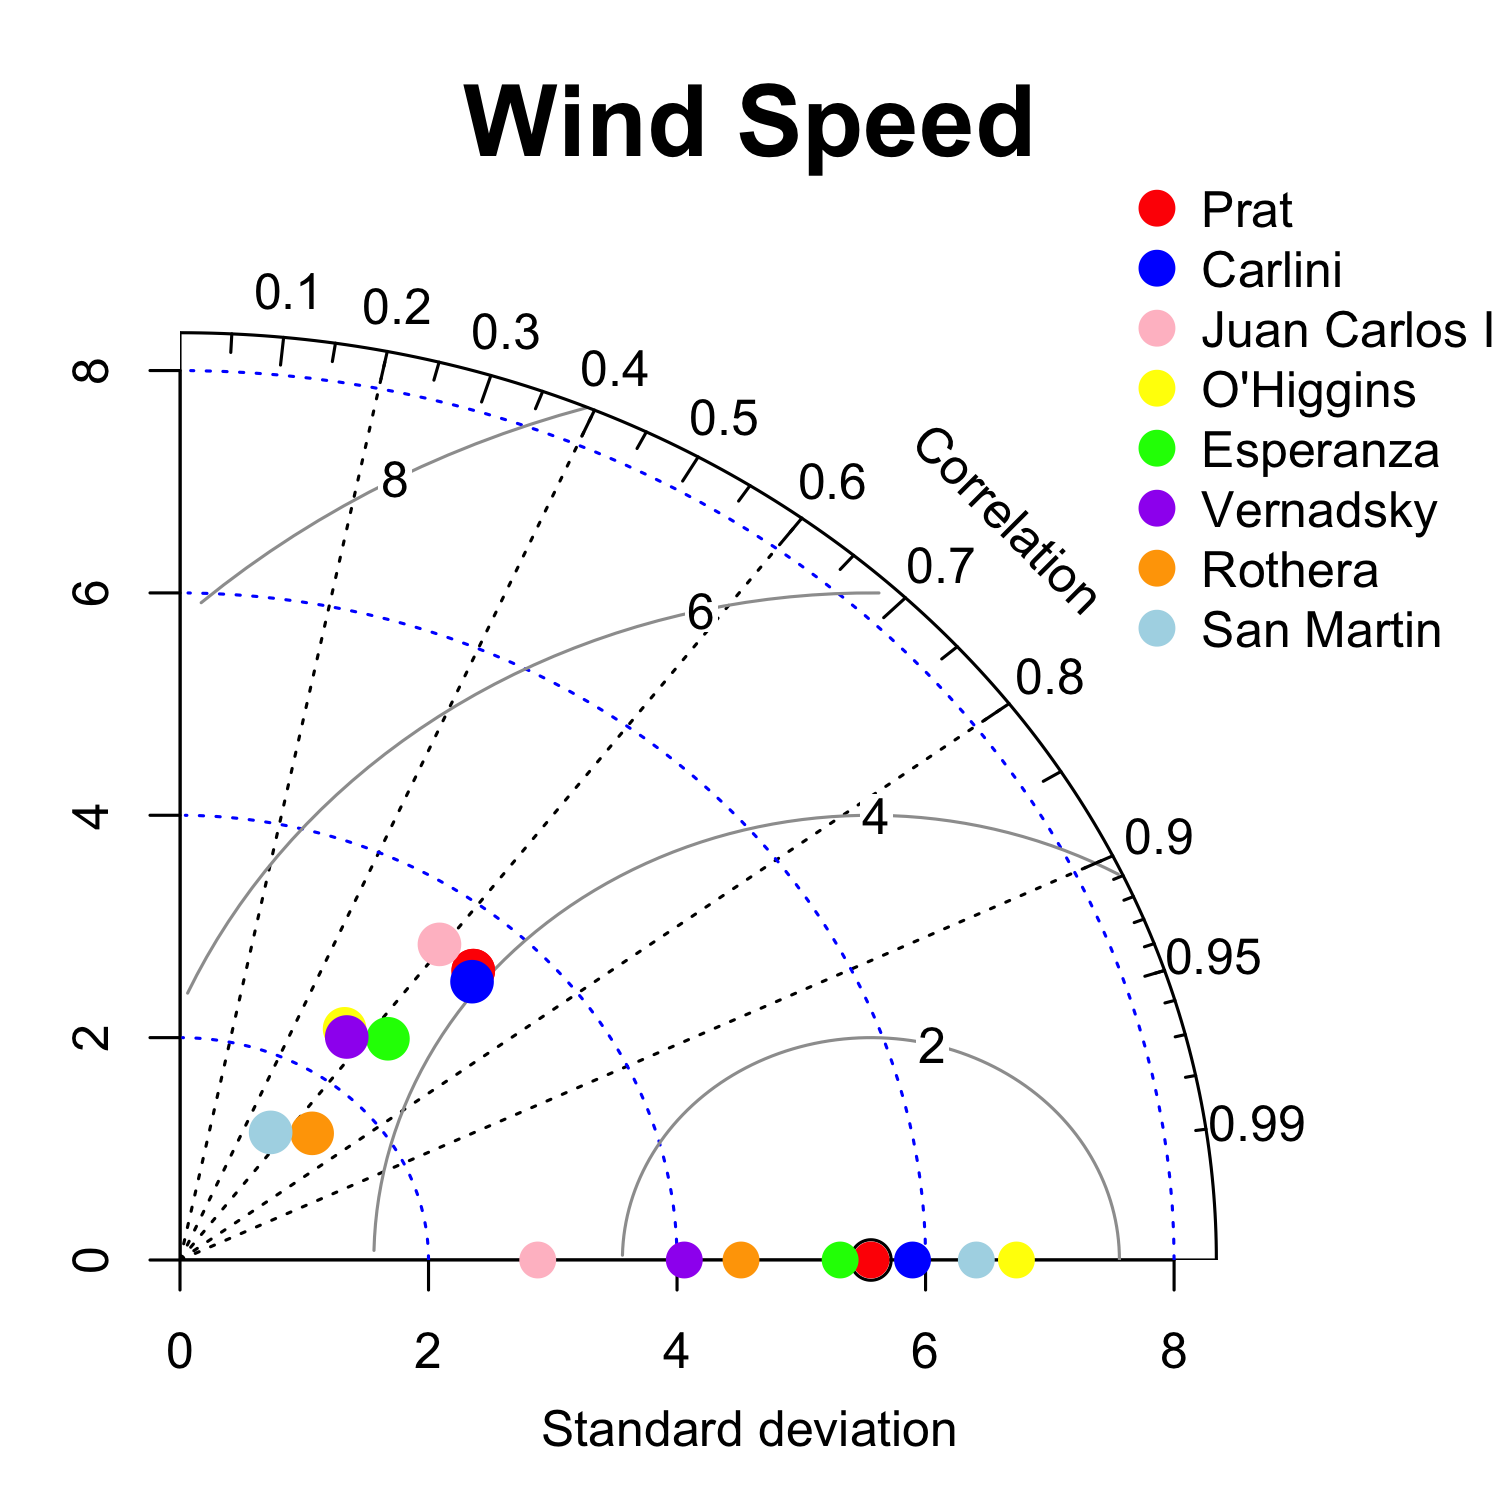 Wind Speed
Prat
Carlini
Juan Carlos I
O'Higgins
Esperanza
Vernadsky
Rothera
San Martin
Correlation
0.1
0.2
0.3
0.4
0.5
0.6
0.7
0.8
0.9
0.95
0.99
8
6
4
2
0
8
6
4
2
0
2
4
6
8
Standard deviation